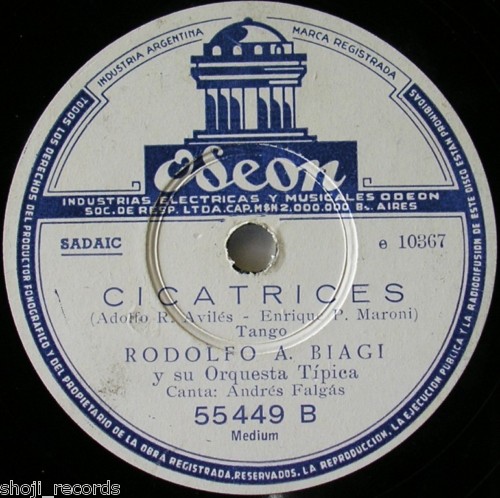 INDUSTRIA ARGENTINA
MARCA REGISTRADA
Odeon
INDUSTRIAS ELECTRICAS Y MUSICALES ODEON
SOC. DE RESP. LTDA. CAP. M$N 2.000.000 Bs. AIRES
SADAIC
e 10367
CICATRICES
(Adolfo R. Avilés - Enrique P. Maroni)
Tango
RODOLFO A. BIAGI
y su Orquesta Típica
Canta: Andrés Falgás
55449 B
Medium
TODOS LOS DERECHOS DEL PRODUCTOR FONOGRAFICO Y DEL PROPIETARIO DE LA OBRA REGISTRADA, RESERVADOS. LA REPRODUCCION, LA EJECUCION PUBLICA Y LA RADIODIFUSION DE ESTE DISCO ESTAN PROHIBIDAS
shoji_records